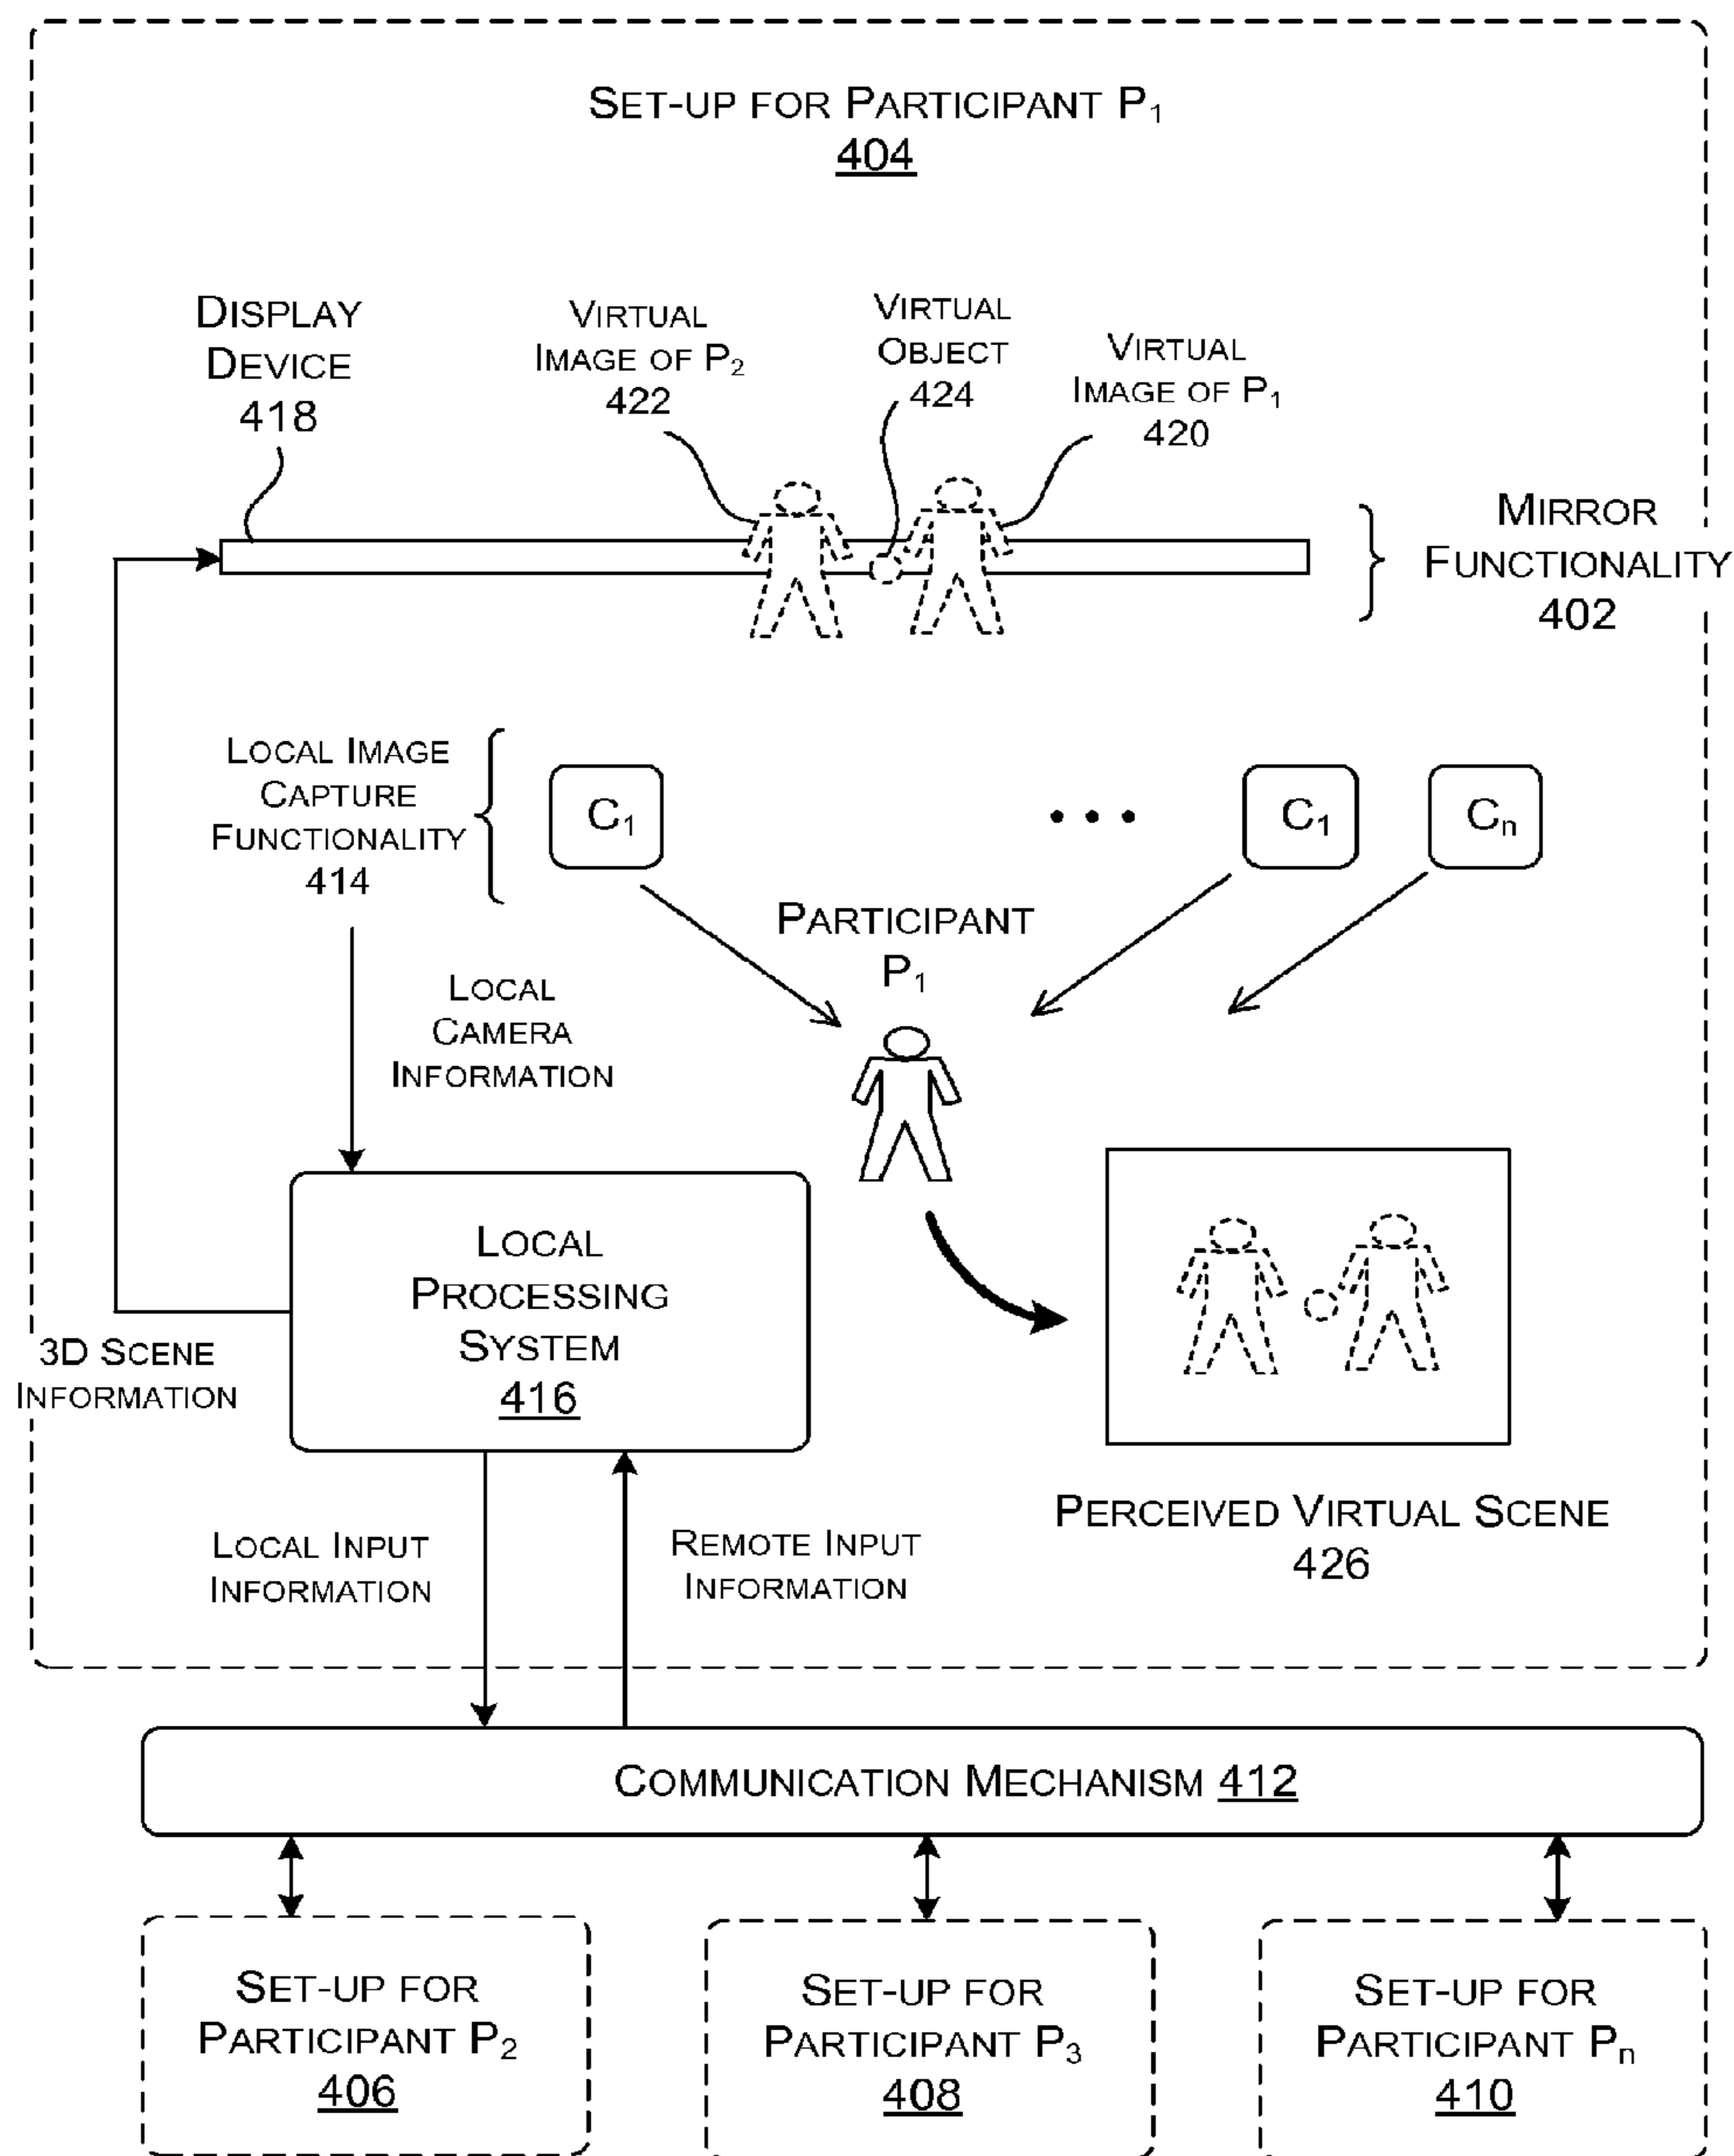 SET-UP FOR PARTICIPANT P1
404
DISPLAY
DEVICE
418
VIRTUAL
IMAGE OF P2
422
VIRTUAL
OBJECT
424
VIRTUAL
IMAGE OF P1
420
MIRROR
FUNCTIONALITY
402
LOCAL IMAGE
CAPTURE
FUNCTIONALITY
414
C1
C1
Cn
PARTICIPANT
P1
LOCAL
CAMERA
INFORMATION
LOCAL
PROCESSING
SYSTEM
416
3D SCENE
INFORMATION
PERCEIVED VIRTUAL SCENE
426
LOCAL INPUT
INFORMATION
REMOTE INPUT
INFORMATION
COMMUNICATION MECHANISM 412
SET-UP FOR
PARTICIPANT P2
406
SET-UP FOR
PARTICIPANT P3
408
SET-UP FOR
PARTICIPANT Pn
410